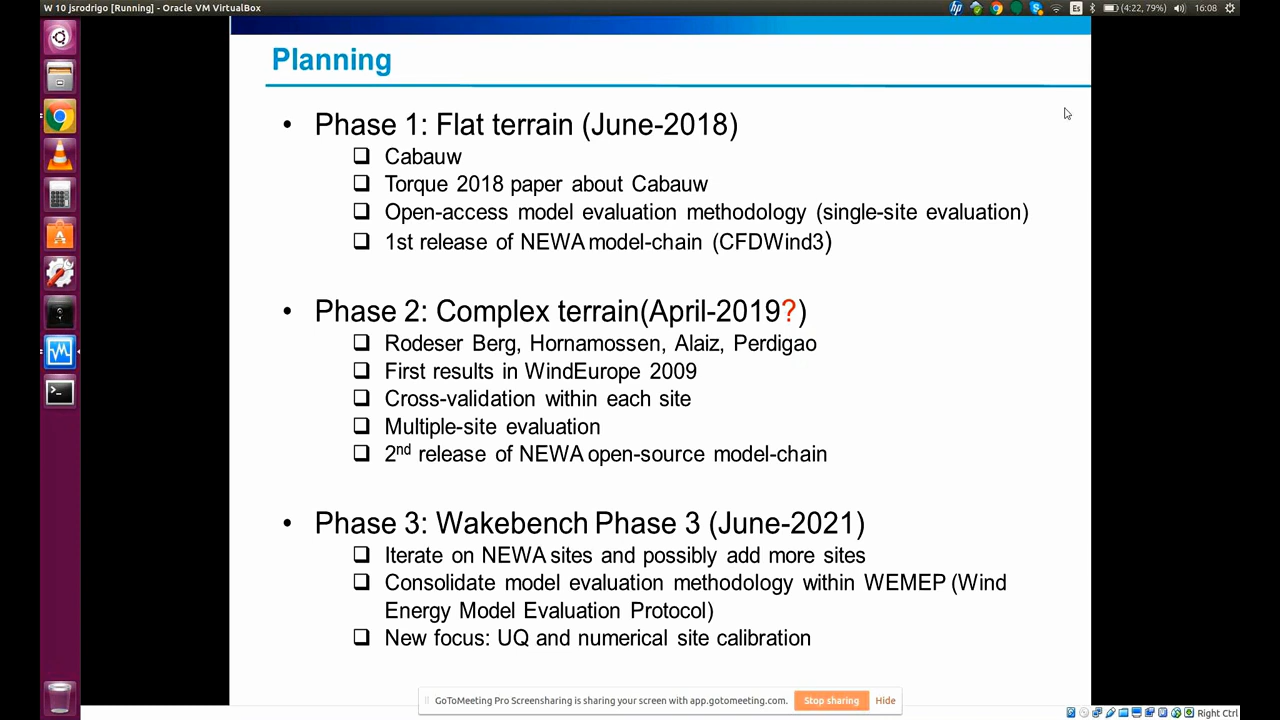 W 10 jsrodrigo [Running] - Oracle VM VirtualBox
hp
Es
(4:22, 79%)
16:08
Planning
• Phase 1: Flat terrain (June-2018)
❑ Cabauw
❑ Torque 2018 paper about Cabauw
❑ Open-access model evaluation methodology (single-site evaluation)
❑ 1st release of NEWA model-chain (CFDWind3)
• Phase 2: Complex terrain(April-2019?)
❑ Rodeser Berg, Hornamossen, Alaiz, Perdigao
❑ First results in WindEurope 2009
❑ Cross-validation within each site
❑ Multiple-site evaluation
❑ 2nd release of NEWA open-source model-chain
• Phase 3: Wakebench Phase 3 (June-2021)
❑ Iterate on NEWA sites and possibly add more sites
❑ Consolidate model evaluation methodology within WEMEP (Wind
Energy Model Evaluation Protocol)
❑ New focus: UQ and numerical site calibration
GoToMeeting Pro Screensharing is sharing your screen with app.gotomeeting.com.
Stop sharing
Hide
Right Ctrl